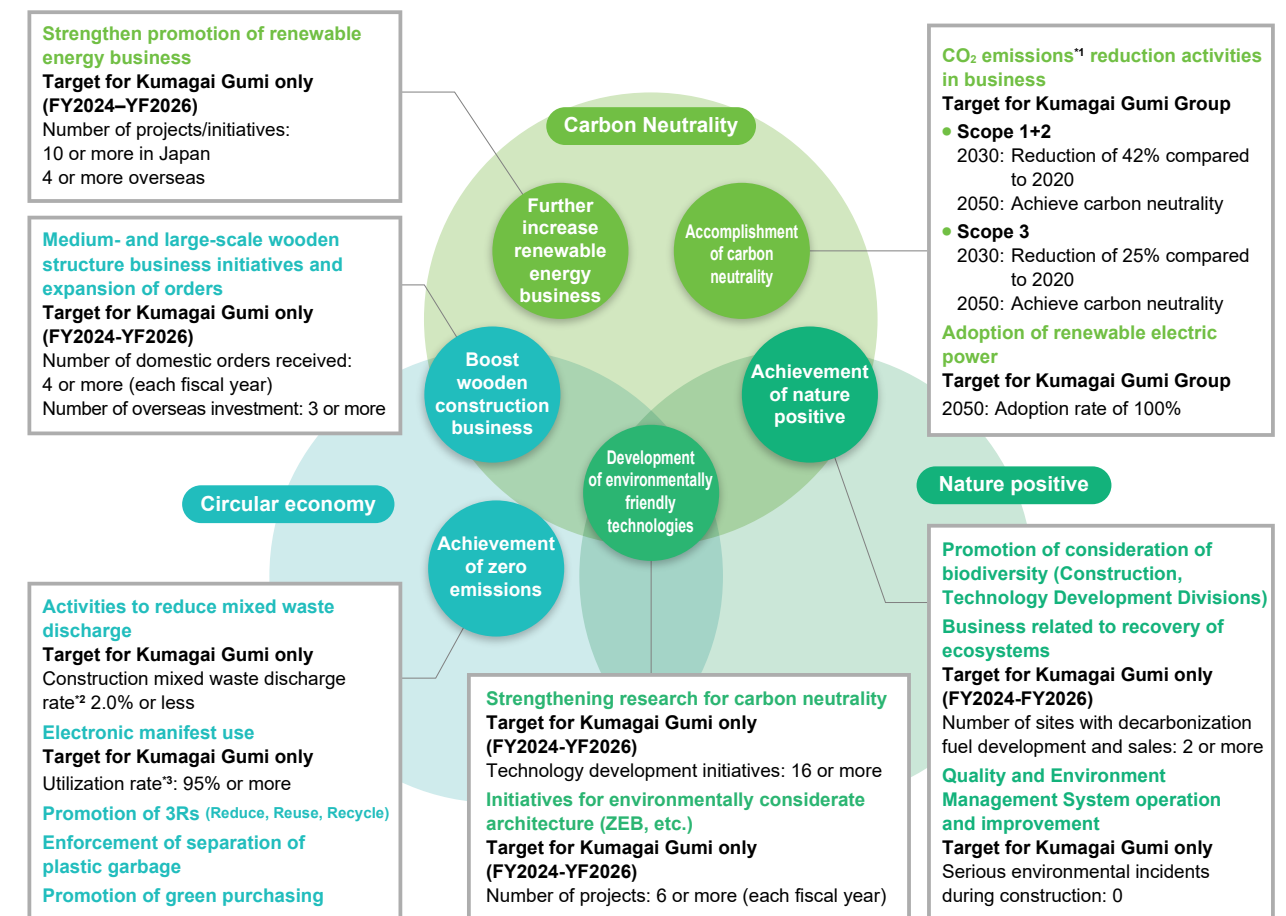 Strengthen promotion of renewable
energy business
Target for Kumagai Gumi only
(FY2024–YF2026)
Number of projects/initiatives:
10 or more in Japan
4 or more overseas
Medium- and large-scale wooden
structure business initiatives and
expansion of orders
Target for Kumagai Gumi only
(FY2024-YF2026)
Number of domestic orders received:
4 or more (each fiscal year)
Number of overseas investment: 3 or more
Carbon Neutrality
Further
increase
renewable
energy
business
Accomplishment
of carbon
neutrality
Boost
wooden
construction
business
Achievement
of nature
positive
Development
of environmentally
friendly
technologies
Circular economy
Achievement
of zero
emissions
Nature positive
CO₂ emissions*1 reduction activities
in business
Target for Kumagai Gumi Group
• Scope 1+2
2030: Reduction of 42% compared
to 2020
2050: Achieve carbon neutrality
• Scope 3
2030: Reduction of 25% compared
to 2020
2050: Achieve carbon neutrality
Adoption of renewable electric
power
Target for Kumagai Gumi Group
2050: Adoption rate of 100%
Activities to reduce mixed waste
discharge
Target for Kumagai Gumi only
Construction mixed waste discharge
rate*2 2.0% or less
Electronic manifest use
Target for Kumagai Gumi only
Utilization rate*3: 95% or more
Promotion of 3Rs (Reduce, Reuse, Recycle)
Enforcement of separation of
plastic garbage
Promotion of green purchasing
Strengthening research for carbon neutrality
Target for Kumagai Gumi only
(FY2024-YF2026)
Technology development initiatives: 16 or more
Initiatives for environmentally considerate
architecture (ZEB, etc.)
Target for Kumagai Gumi only
(FY2024-YF2026)
Number of projects: 6 or more (each fiscal year)
Promotion of consideration of
biodiversity (Construction,
Technology Development Divisions)
Business related to recovery of
ecosystems
Target for Kumagai Gumi only
(FY2024-FY2026)
Number of sites with decarbonization
fuel development and sales: 2 or more
Quality and Environment
Management System operation
and improvement
Target for Kumagai Gumi only
Serious environmental incidents
during construction: 0